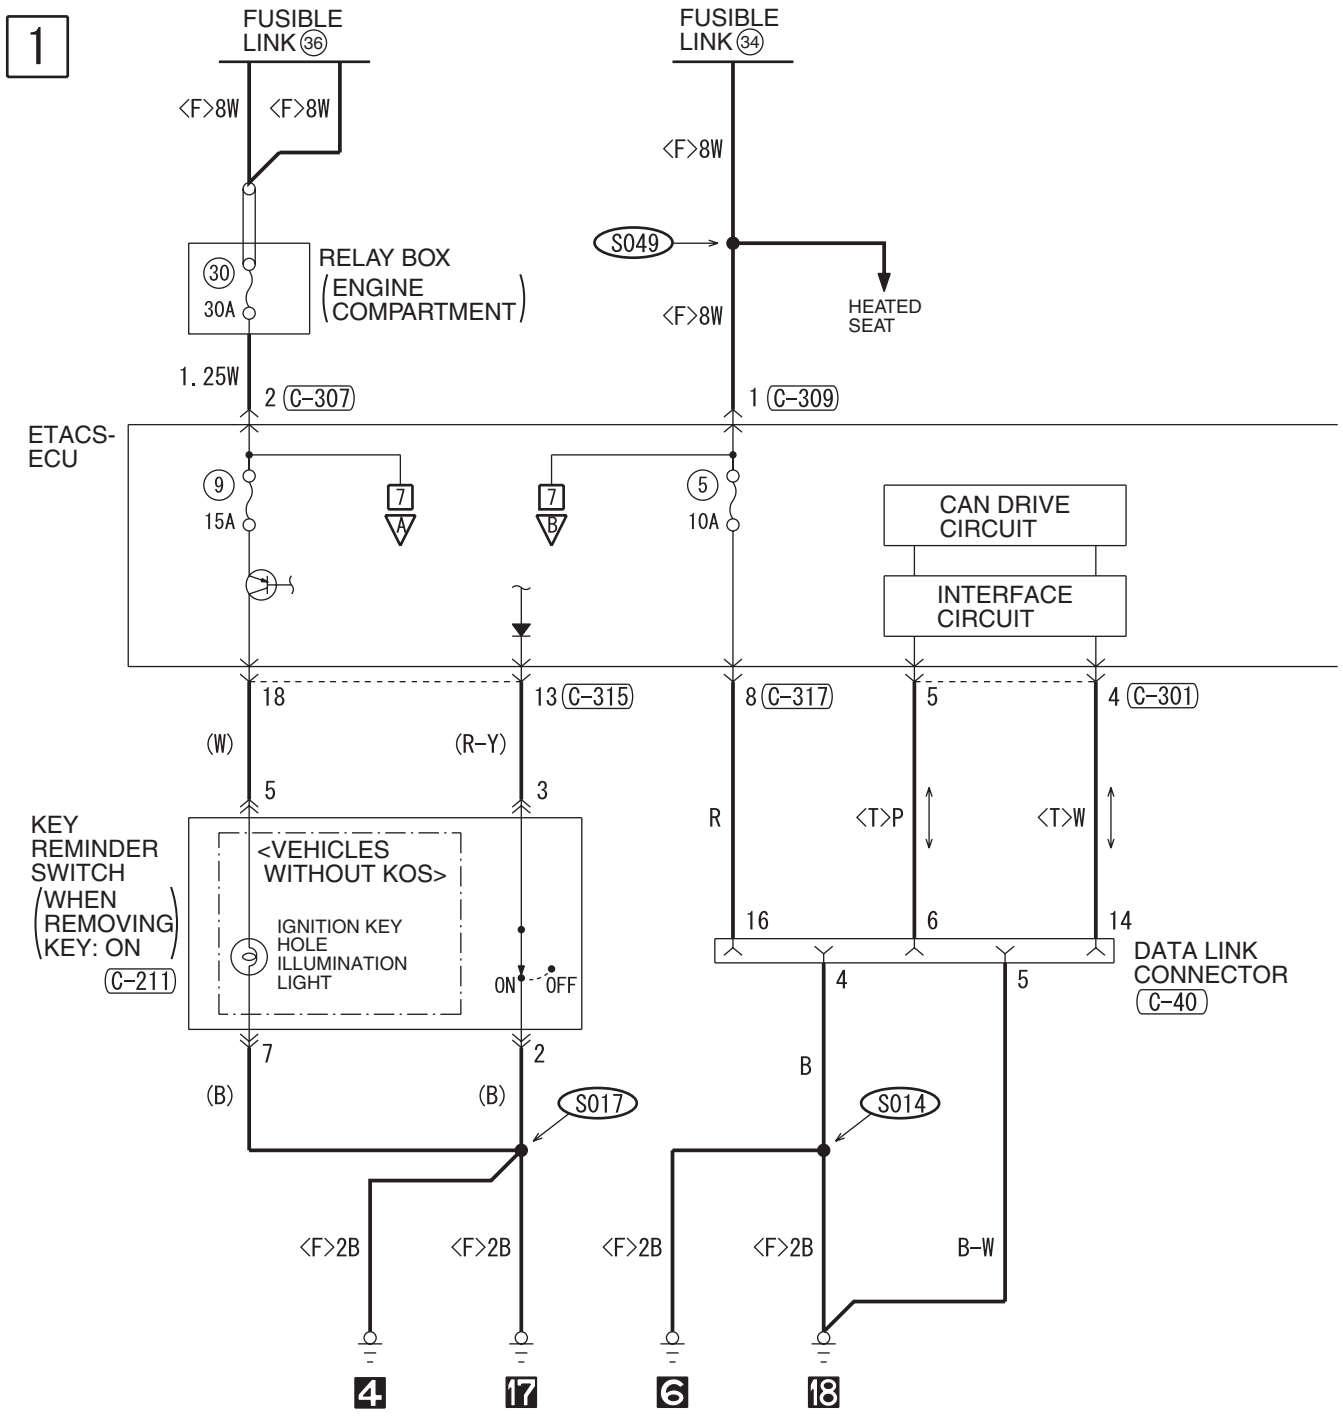 1
FUSIBLE
LINK 36
FUSIBLE
LINK 34
<F>8W
<F>8W
<F>8W
S049
30
30A
RELAY BOX
(ENGINE
COMPARTMENT)
HEATED
SEAT
<F>8W
1.25W
2 C-307
1 C-309
ETACS-
ECU
9
15A
7
A
7
B
5
10A
CAN DRIVE
CIRCUIT
INTERFACE
CIRCUIT
18
13 C-315
8 C-317
5
4 C-301
(W)
(R-Y)
5
3
R
<T>P
<T>W
KEY
REMINDER
SWITCH
(WHEN
REMOVING
KEY: ON)
C-211
<VEHICLES
WITHOUT KOS>
IGNITION KEY
HOLE
ILLUMINATION
LIGHT
ON
OFF
16
6
14
4
5
DATA LINK
CONNECTOR
C-40
7
2
(B)
(B)
S017
B
S014
<F>2B
<F>2B
<F>2B
<F>2B
B-W
4
17
6
18